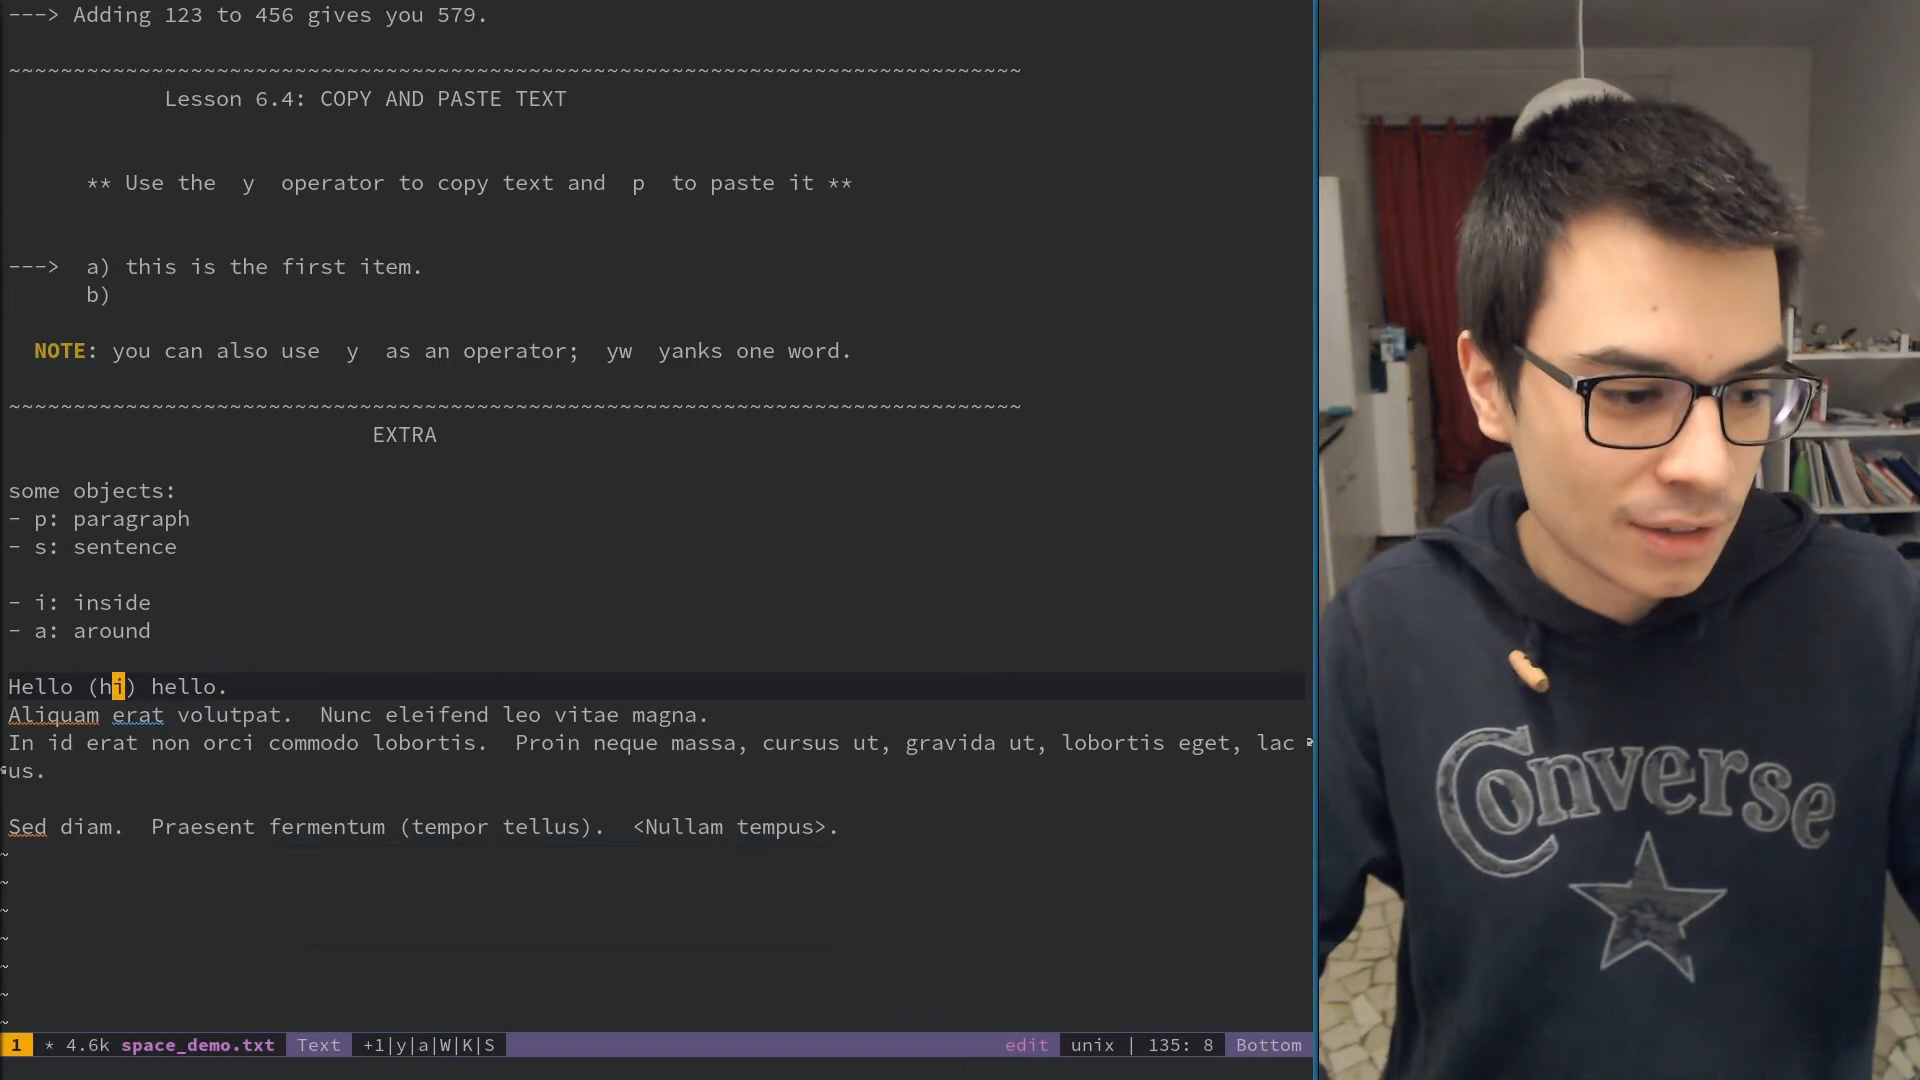 ---> Adding 123 to 456 gives you 579.
~~~~~~~~~~~~~~~~~~~~~~~~~~~~~~~~~~~~~~~~~~~~~~~~~~~~~~~~~~~~~~~~~~~~~~~~~~~~~~
Lesson 6.4: COPY AND PASTE TEXT
** Use the  y  operator to copy text and  p  to paste it **
--->  a) this is the first item.
b)
NOTE: you can also use  y  as an operator;  yw  yanks one word.
~~~~~~~~~~~~~~~~~~~~~~~~~~~~~~~~~~~~~~~~~~~~~~~~~~~~~~~~~~~~~~~~~~~~~~~~~~~~~~
EXTRA
some objects:
- p: paragraph
- s: sentence
- i: inside
- a: around
Hello (hi) hello.
Aliquam erat volutpat.  Nunc eleifend leo vitae magna.
In id erat non orci commodo lobortis.  Proin neque massa, cursus ut, gravida ut, lobortis eget, lac
us.
Sed diam.  Praesent fermentum (tempor tellus).  <Nullam tempus>.
~
~
~
~
~
~
~
1 * 4.6k space_demo.txt Text +1|y|a|W|K|S edit unix | 135: 8 Bottom
Converse